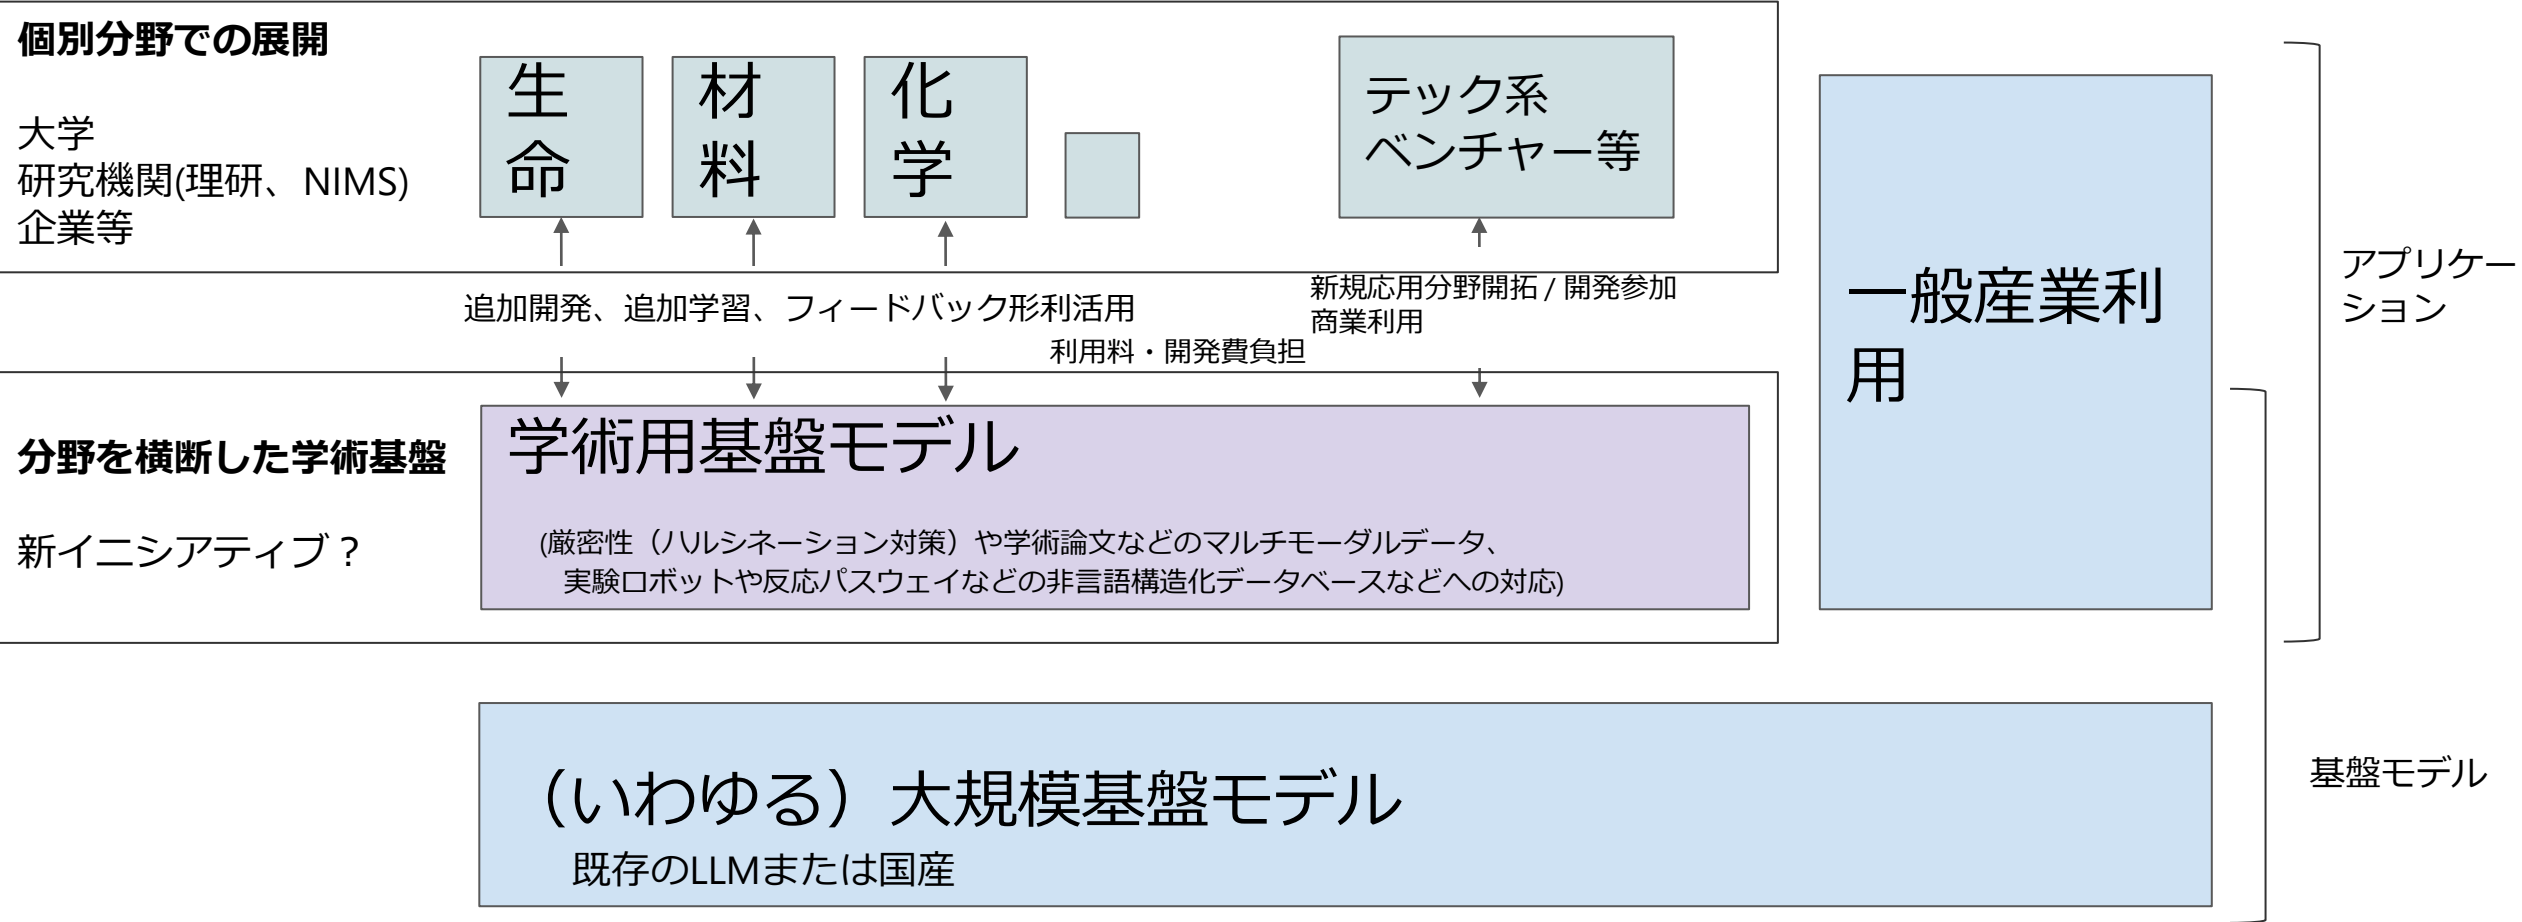 個別分野での展開
大学
研究機関(理研、NIMS)
企業等
生
命
材
料
化
学
テック系
ベンチャー等
追加開発、追加学習、フィードバック形利活用
新規応用分野開拓 / 開発参加
商業利用
利用料・開発費負担
一般産業利
用
アプリケー
ション
分野を横断した学術基盤
新イニシアティブ？
学術用基盤モデル
(厳密性（ハルシネーション対策）や学術論文などのマルチモーダルデータ、
実験ロボットや反応パスウェイなどの非言語構造化データベースなどへの対応)
（いわゆる）大規模基盤モデル
既存のLLMまたは国産
基盤モデル